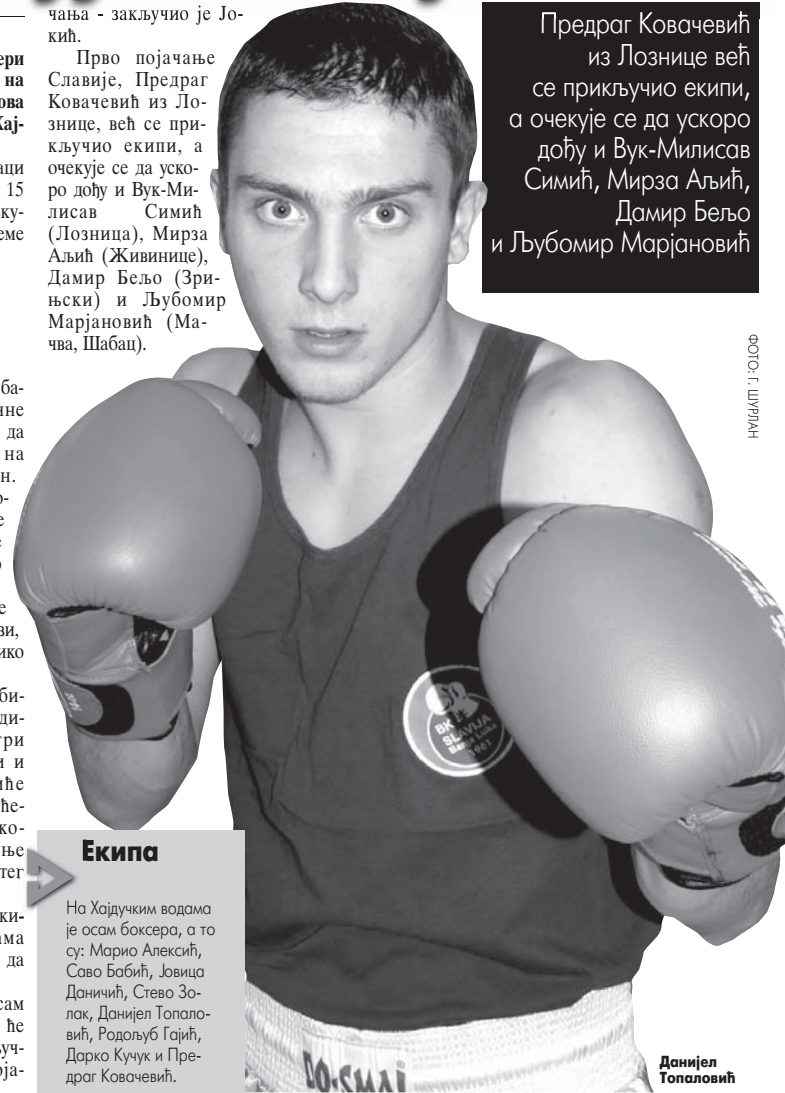 чања - закључио је Јо-
кић.
Прво појачање
Славије, Предраг
Ковачевић из Ло-
знице, већ се при-
кључио екипи, а
очекује се да уско-
ро дођу и Вук-Ми-
лисав Симић
(Лозница), Мирза
Аљић (Живинице),
Дамир Бељо (Зри-
њски) и Љубомир
Марјановић (Ма-
чва, Шабац).
Предраг Ковачевић
из Лознице већ
се прикључио екипи,
а очекује се да ускоро
дођу и Вук-Милисав
Симић, Мирза Аљић,
Дамир Бељо
и Љубомир Марјановић
ФОТО: Г. ШУРЛАН
БК
SLAVIJA
Banja Luka
1961
Екипа
На Хајдучким водама
је осам боксера, а то
су: Марио Алексић,
Саво Бабић, Јовица
Даничић, Стево Зо-
лак, Данијел Топало-
вић, Родољуб Гајић,
Дарко Кучук и Пре-
драг Ковачевић.
DO-SMAI
Данијел
Топаловић